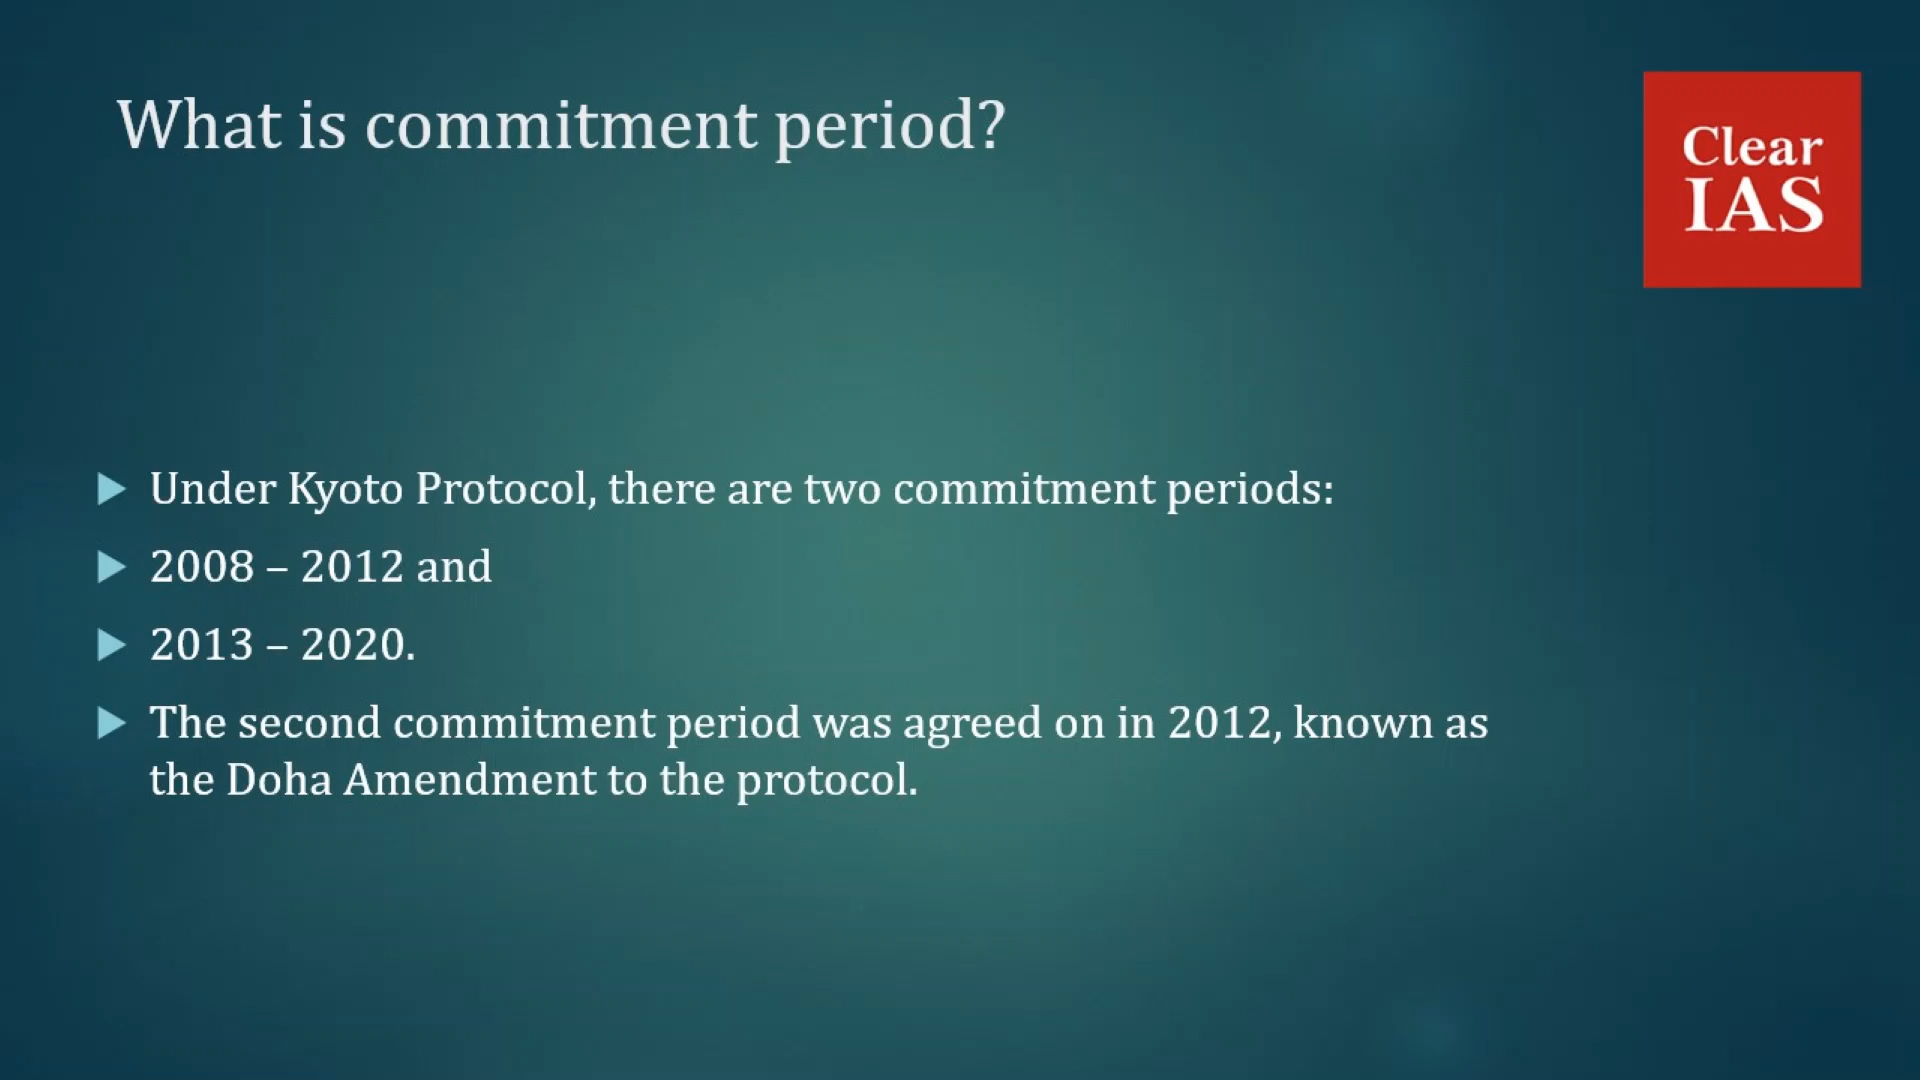 What is commitment period?
Clear
IAS
Under Kyoto Protocol, there are two commitment periods:
2008 – 2012 and
2013 – 2020.
The second commitment period was agreed on in 2012, known as
the Doha Amendment to the protocol.